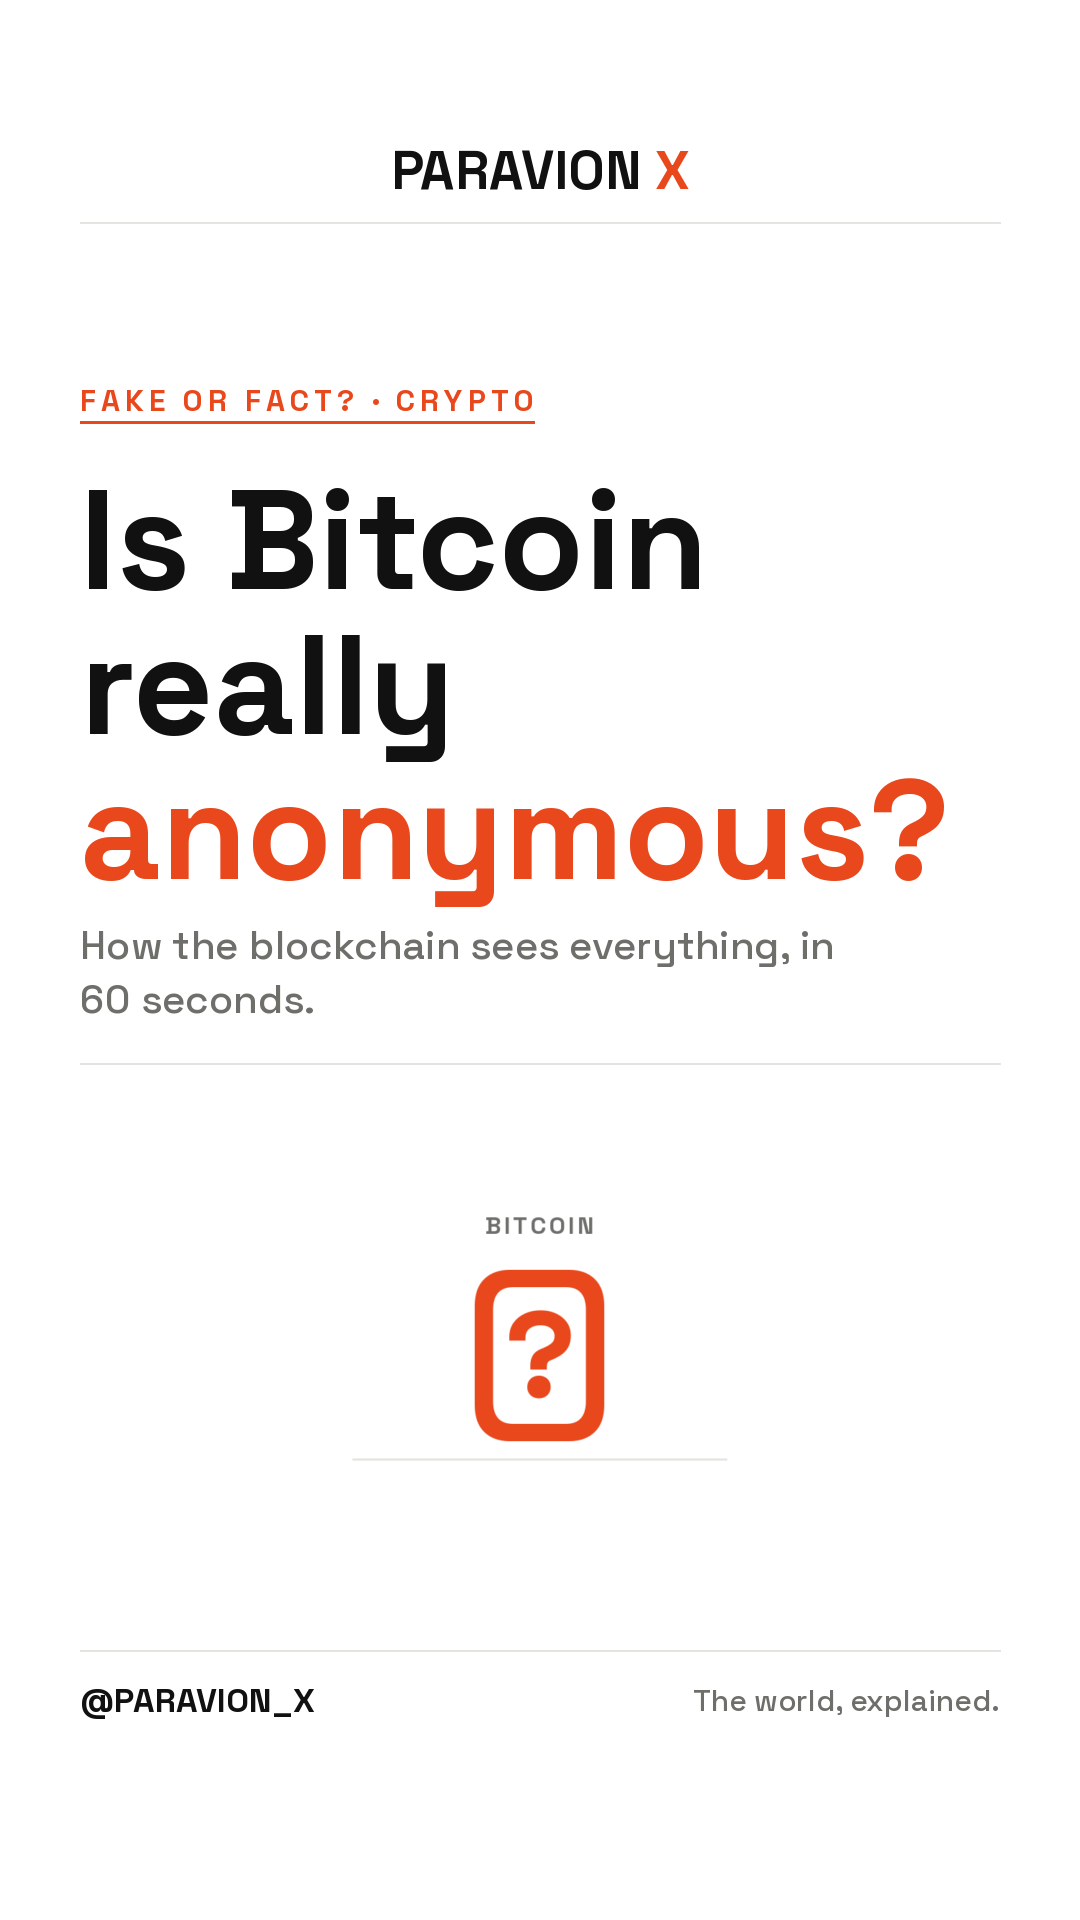 PARAVION X
FAKE OR FACT? · CRYPTO
Is Bitcoin
really
anonymous?
How the blockchain sees everything, in
60 seconds.
BITCOIN
?
@PARAVION_X
The world, explained.